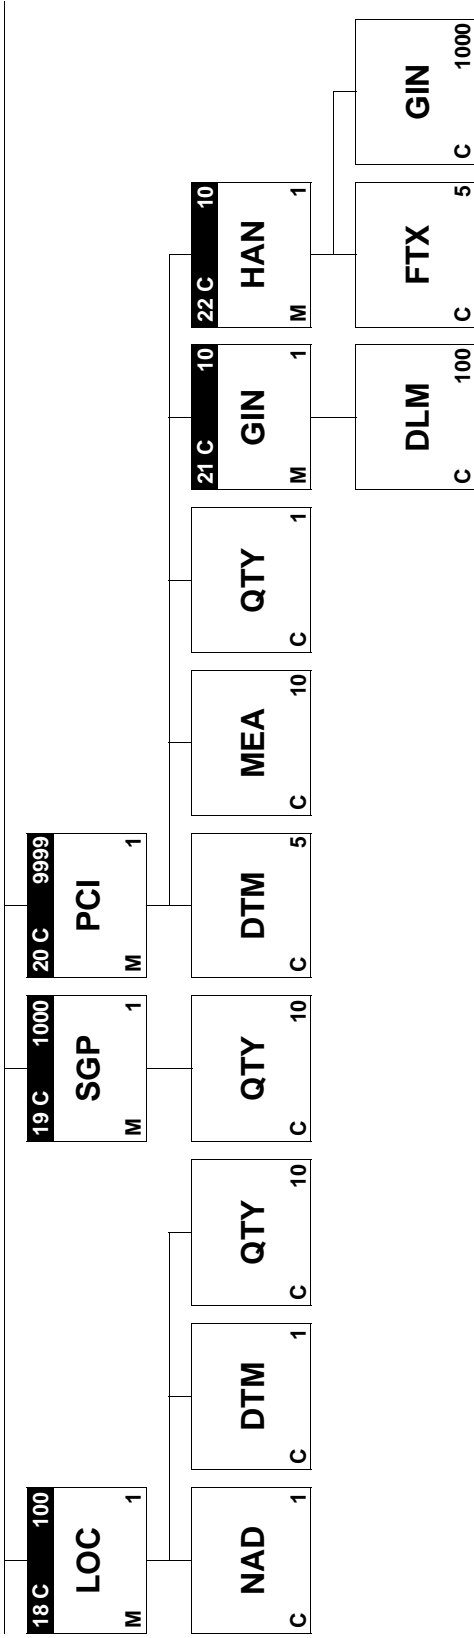 18 C 100
LOC
M 1
19 C 1000
SGP
M 1
20 C 9999
PCI
M 1
NAD
C 1
DTM
C 1
QTY
C 10
QTY
C 10
DTM
C 5
MEA
C 10
QTY
C 1
21 C 10
GIN
M 1
22 C 10
HAN
M 1
DLM
C 100
FTX
C 5
GIN
C 1000